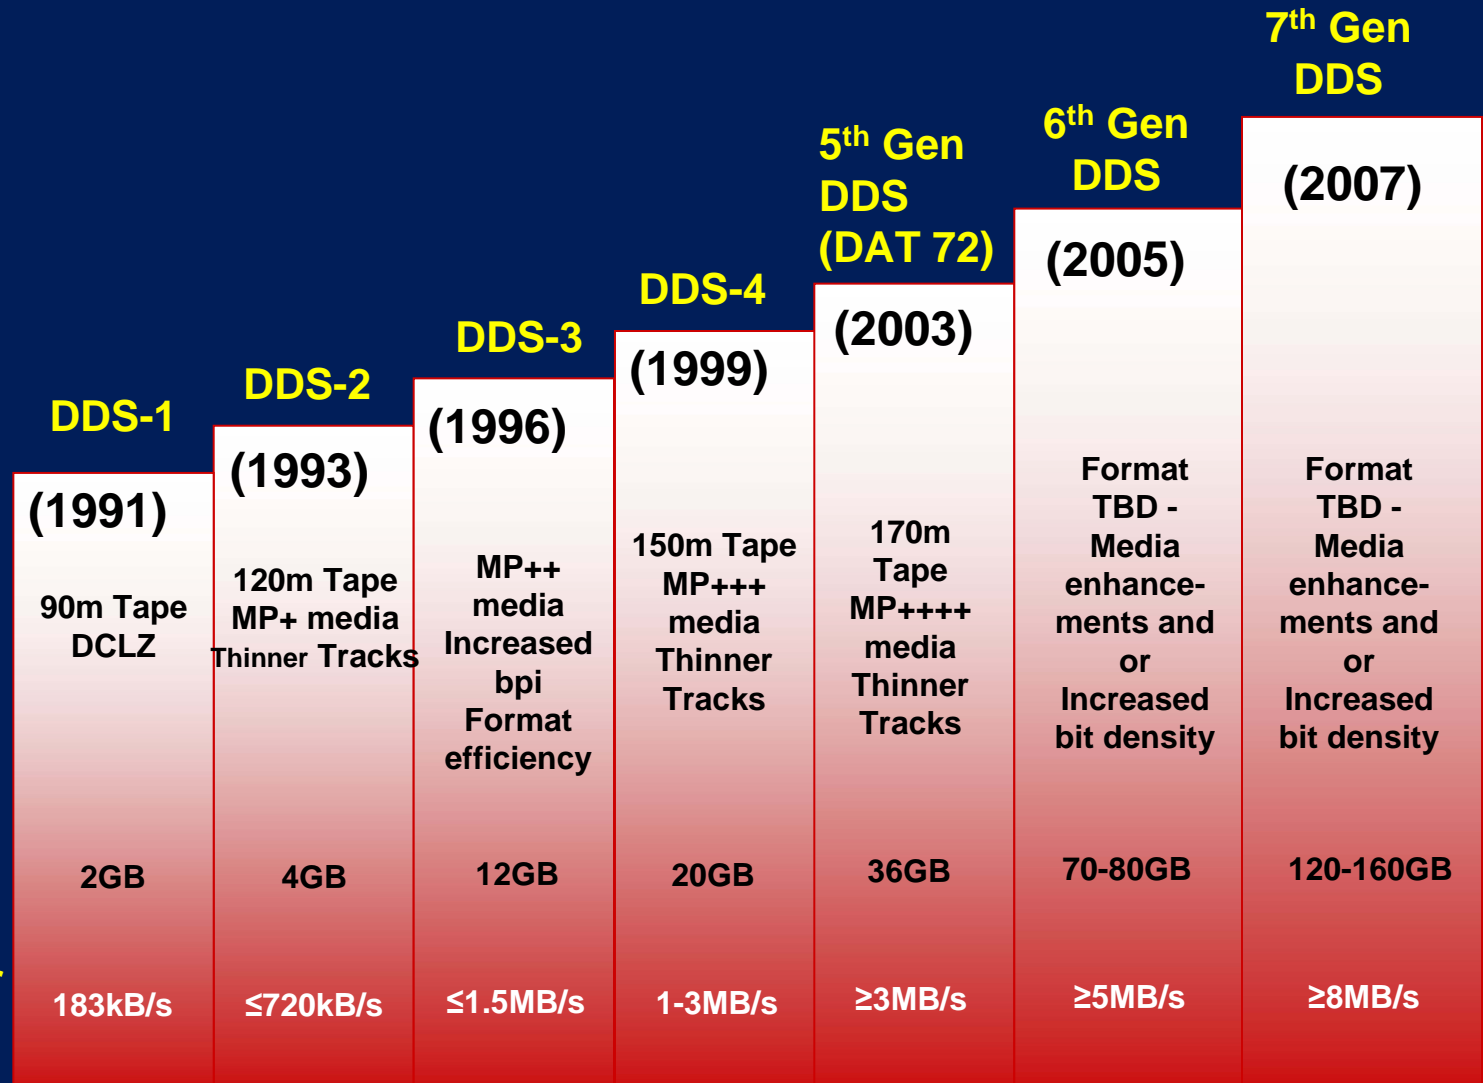 DDS-1
(1991)
90m Tape
DCLZ
2GB
183kB/s
DDS-2
(1993)
120m Tape
MP+ media
Thinner Tracks
4GB
≤720kB/s
DDS-3
(1996)
MP++
media
Increased
bpi
Format
efficiency
12GB
≤1.5MB/s
DDS-4
(1999)
150m Tape
MP+++
media
Thinner
Tracks
20GB
1-3MB/s
5th Gen
DDS
(DAT 72)
(2003)
170m
Tape
MP++++
media
Thinner
Tracks
36GB
≥3MB/s
6th Gen
DDS
(2005)
Format
TBD -
Media
enhance-
ments and
or
Increased
bit density
70-80GB
≥5MB/s
7th Gen
DDS
(2007)
Format
TBD -
Media
enhance-
ments and
or
Increased
bit density
120-160GB
≥8MB/s